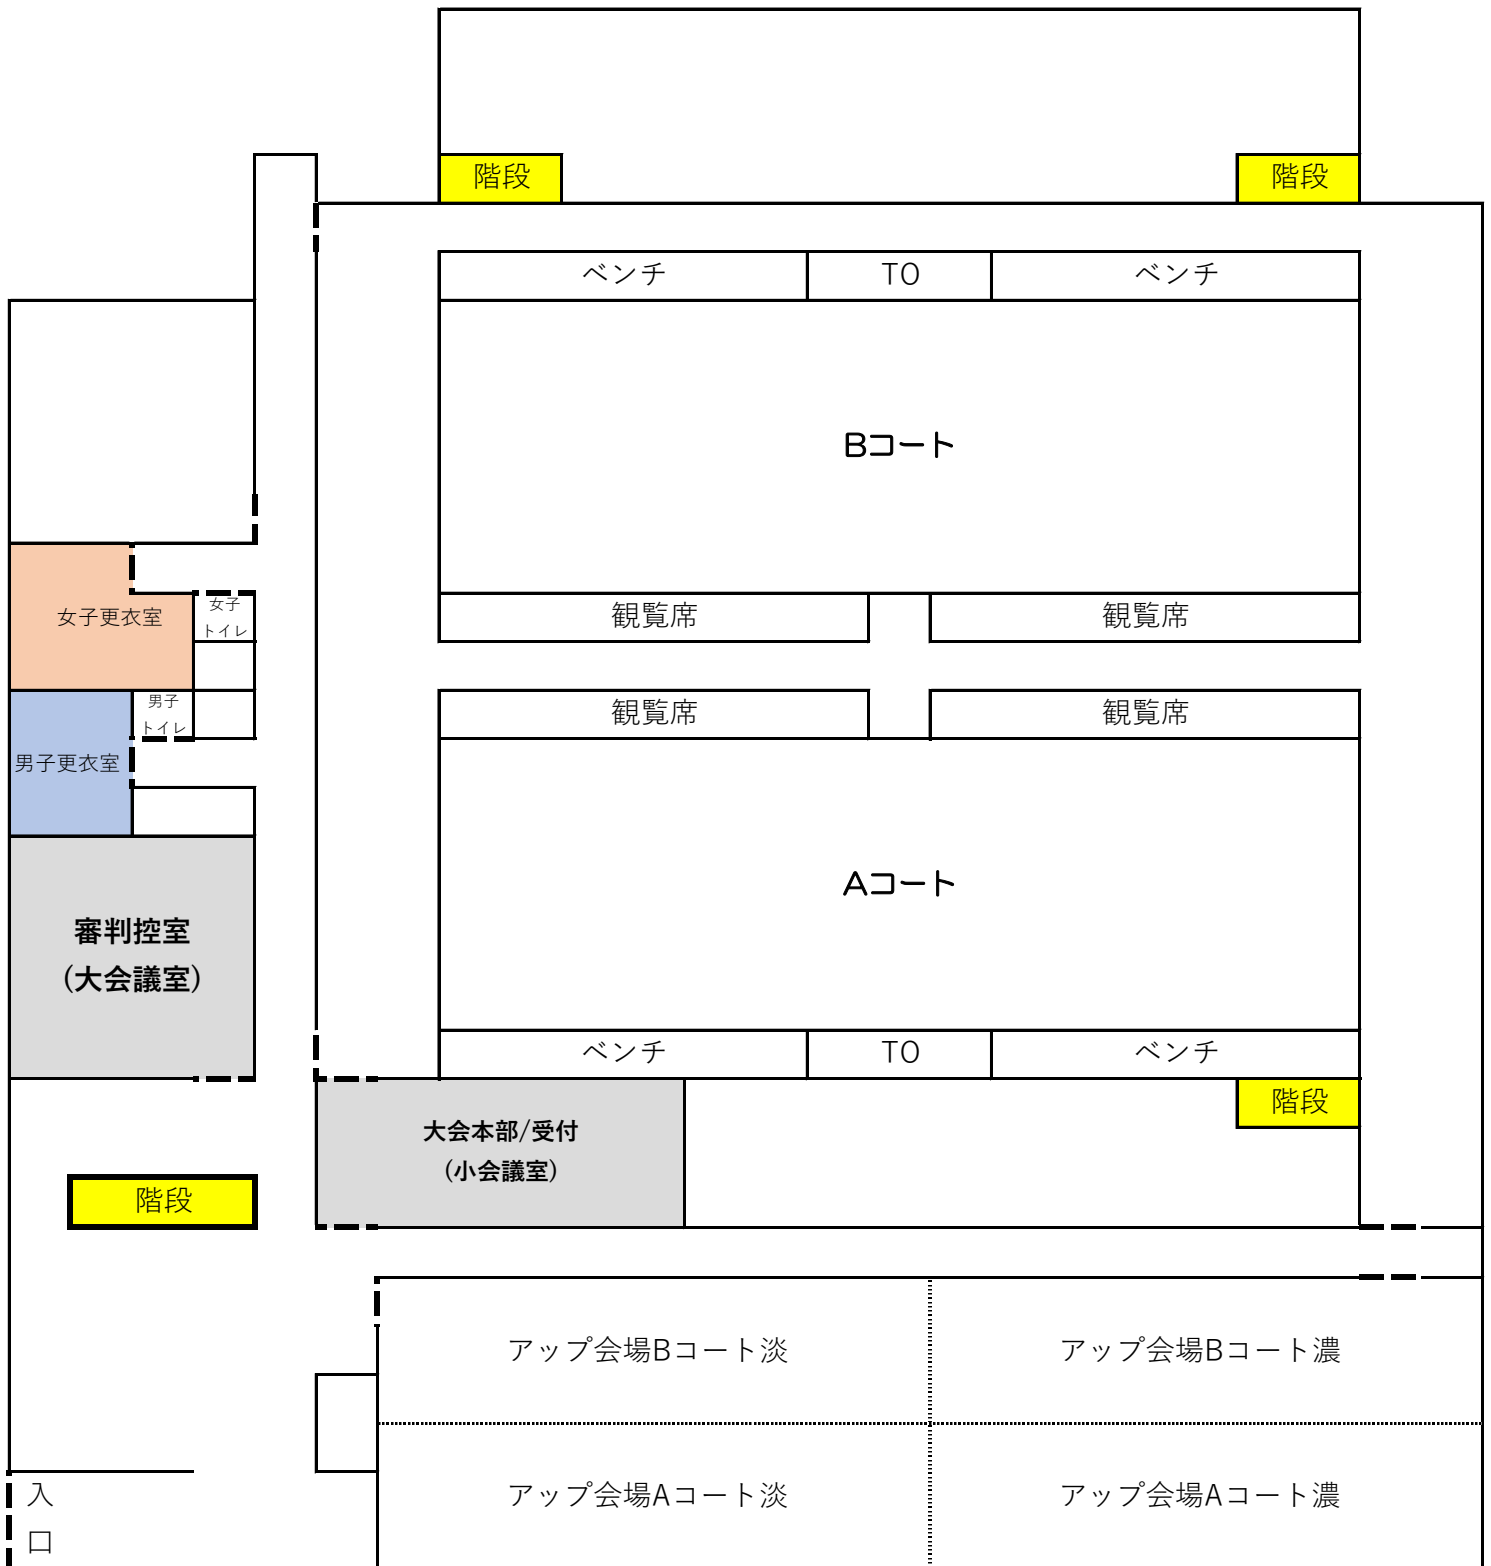 階段
階段
ベンチ
TO
ベンチ
Bコート
女子更衣室
女子
トイレ
観覧席
観覧席
男子
トイレ
観覧席
観覧席
男子更衣室
Aコート
審判控室
(大会議室)
ベンチ
TO
ベンチ
階段
大会本部/受付
(小会議室)
階段
アップ会場Bコート淡
アップ会場Bコート濃
アップ会場Aコート淡
アップ会場Aコート濃
入
口